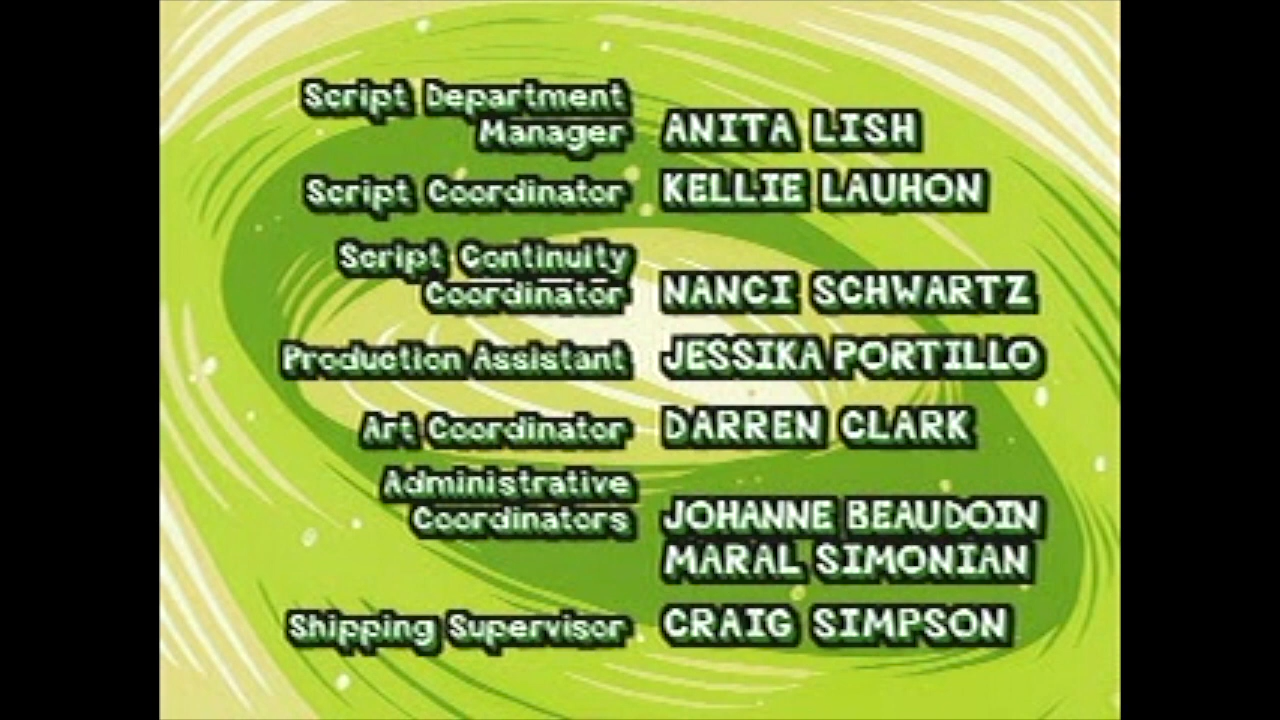 Script Department
Manager ANITA LISH
Script Coordinator KELLIE LAUHON
Script Continuity
Coordinator NANCI SCHWARTZ
Production Assistant JESSIKA PORTILLO
Art Coordinator DARREN CLARK
Administrative
Coordinators JOHANNE BEAUDOIN
MARAL SIMONIAN
Shipping Supervisor CRAIG SIMPSON